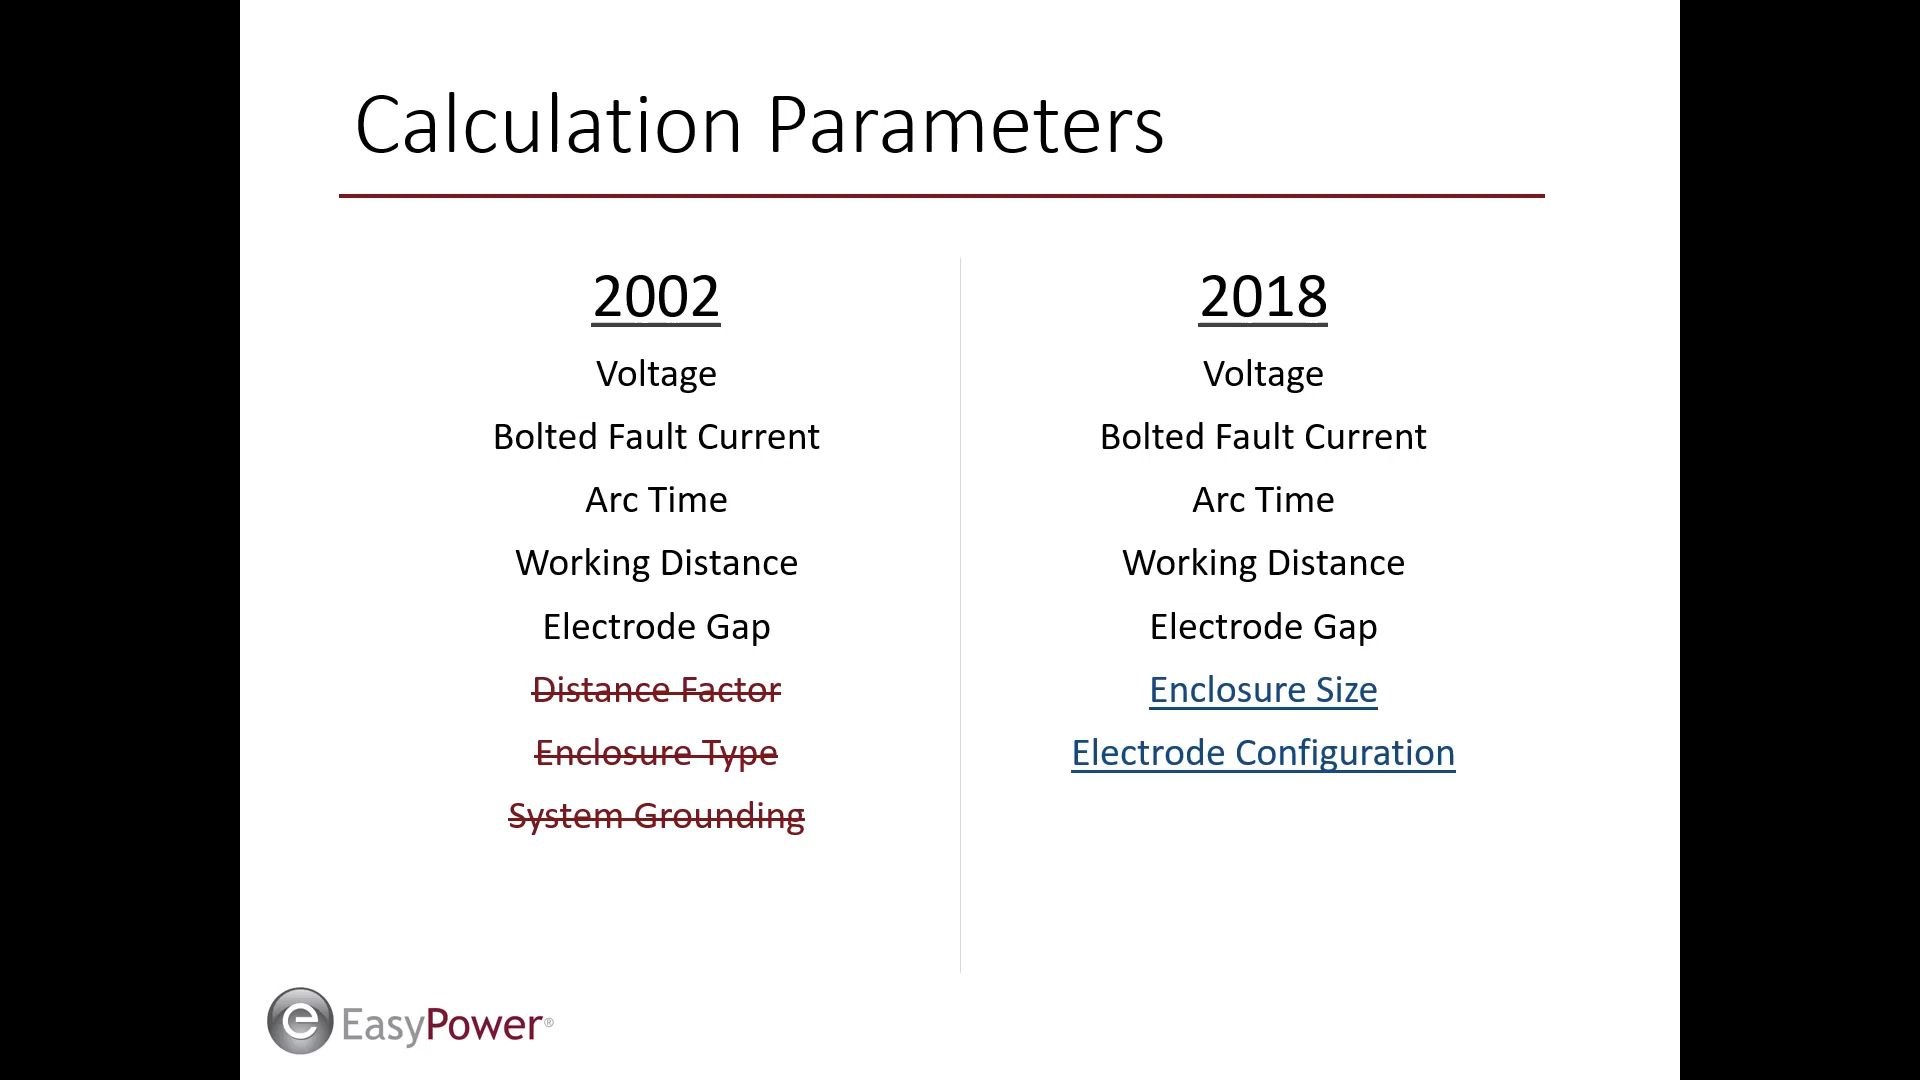 Calculation Parameters
2002
Voltage
Bolted Fault Current
Arc Time
Working Distance
Electrode Gap
Distance Factor
Enclosure Type
System Grounding
2018
Voltage
Bolted Fault Current
Arc Time
Working Distance
Electrode Gap
Enclosure Size
Electrode Configuration
e EasyPower®